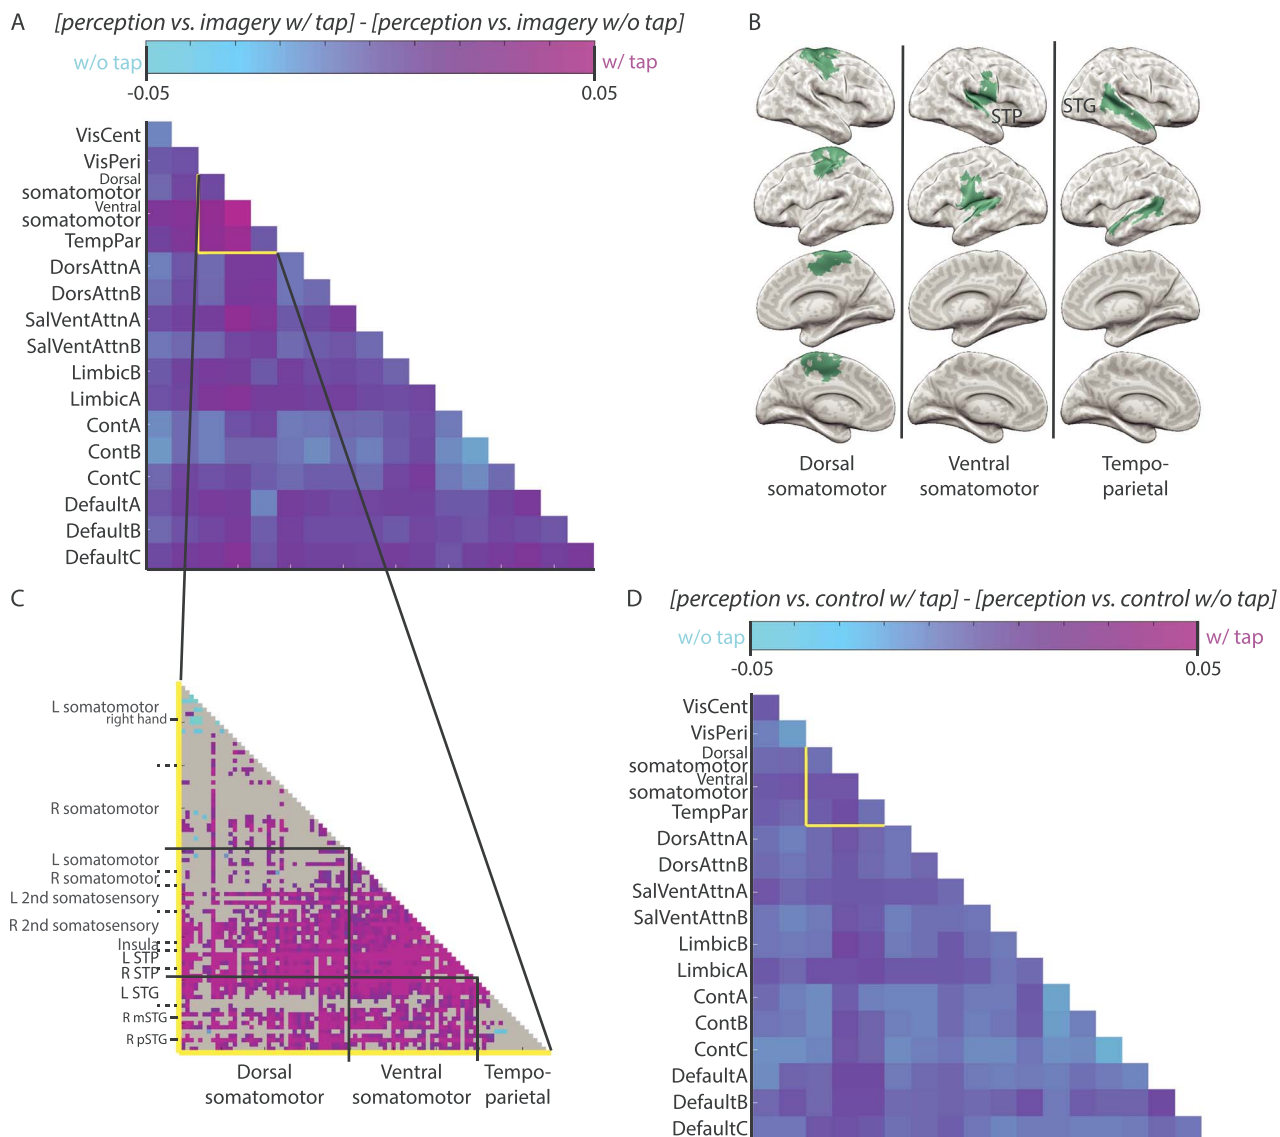 A [perception vs. imagery w/ tap] - [perception vs. imagery w/o tap]
w/o tap w/ tap
-0.05 0.05
VisCent
VisPeri
Dorsal
somatomotor
Ventral
somatomotor
TempPar
DorsAttnA
DorsAttnB
SalVentAttnA
SalVentAttnB
LimbicB
LimbicA
ContA
ContB
ContC
DefaultA
DefaultB
DefaultC
B
STP
STG
Dorsal
somatomotor
Ventral
somatomotor
Tempo-
parietal
C
L somatomotor
right hand
R somatomotor
L somatomotor
R somatomotor
L 2nd somatosensory
R 2nd somatosensory
Insula
L STP
R STP
L STG
R mSTG
R pSTG
Dorsal
somatomotor
Ventral
somatomotor
Tempo-
parietal
D [perception vs. control w/ tap] - [perception vs. control w/o tap]
w/o tap w/ tap
-0.05 0.05
VisCent
VisPeri
Dorsal
somatomotor
Ventral
somatomotor
TempPar
DorsAttnA
DorsAttnB
SalVentAttnA
SalVentAttnB
LimbicB
LimbicA
ContA
ContB
ContC
DefaultA
DefaultB
DefaultC